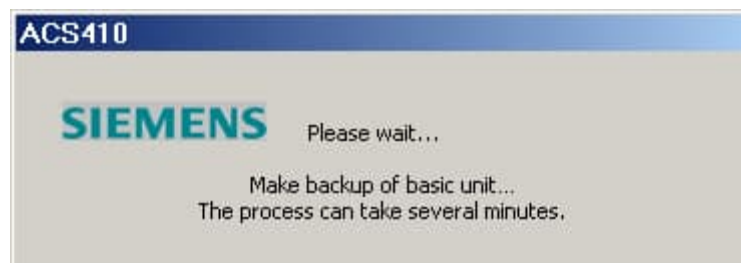 ACS410
SIEMENS
Please wait...
Make backup of basic unit...
The process can take several minutes.